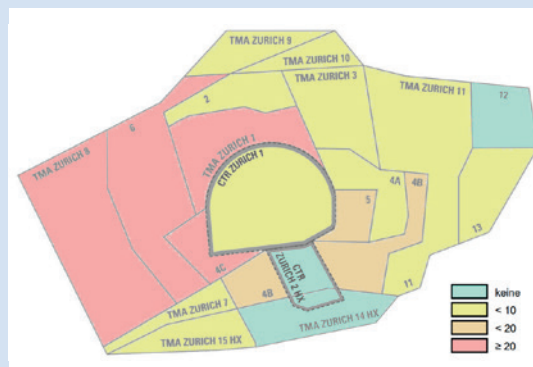 TMA ZURICH 9
TMA ZURICH 10
TMA ZURICH 3
TMA ZURICH 11
12
2
6
TMA ZURICH 1
TMA ZURICH 8
CTR ZURICH 1
4A
4B
5
13
4C
CTR
ZURICH
2 HX
11
TMA ZURICH 7
4B
TMA ZURICH 14 HX
TMA ZURICH 15 HX
keine
< 10
< 20
≥ 20